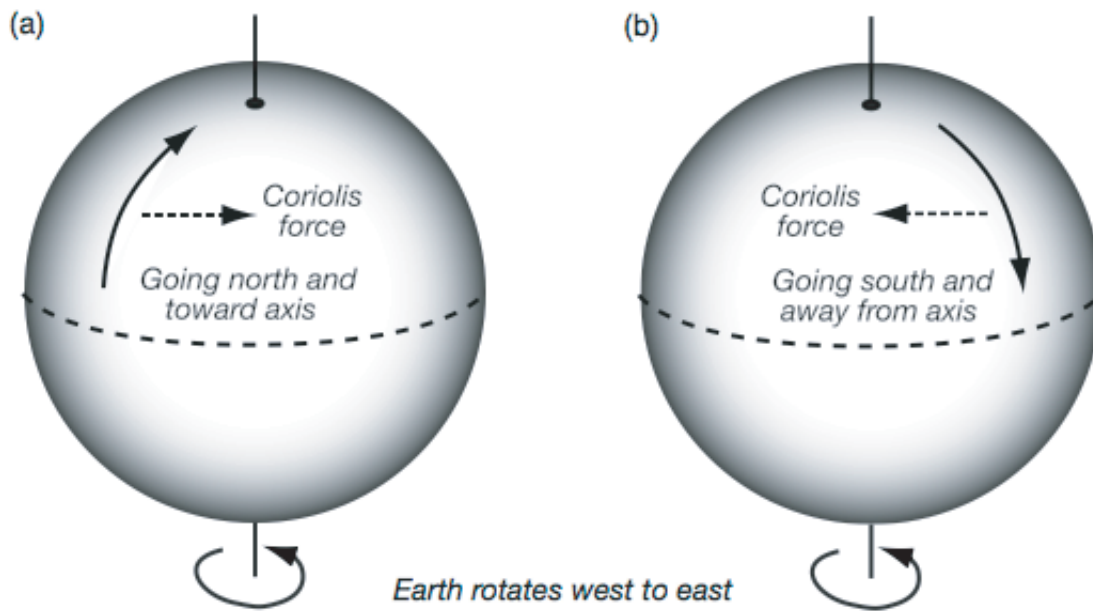 (a)
Coriolis
force
Going north and
toward axis
(b)
Coriolis
force
Going south and
away from axis
Earth rotates west to east